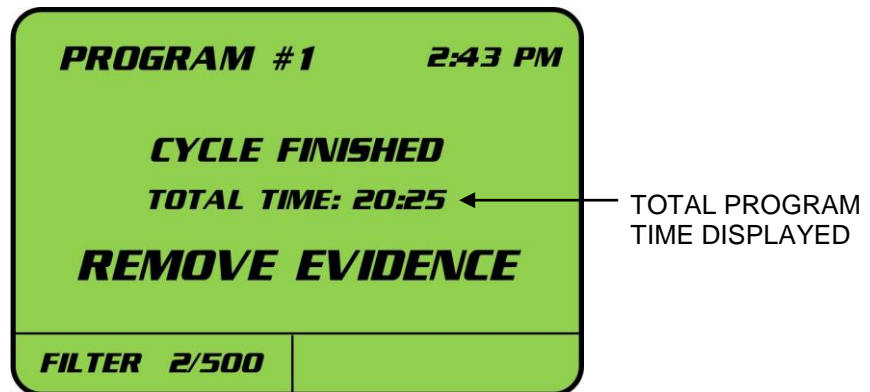 PROGRAM #1 2:43 PM
CYCLE FINISHED
TOTAL TIME: 20:25
REMOVE EVIDENCE
FILTER 2/500
TOTAL PROGRAM
TIME DISPLAYED